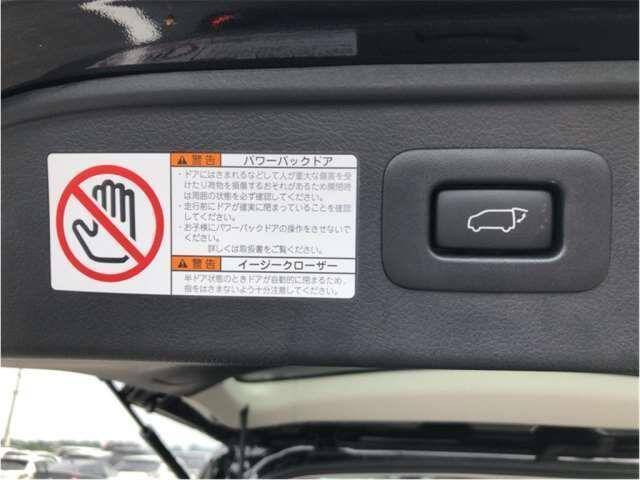 警告 パワーバックドア
・ドアにはさまれるなどして人が重大な傷害を
受けたり荷物を損傷するおそれがあるため開閉時
は周囲の状態を必ず確認してください。
・走行前にドアが確実に閉まっていることを確認
してください。
・お子様にパワーバックドアの操作をさせないで
ください。
詳しくは取扱書をご覧ください。
警告 イージークローザー
半ドア状態のときドアが自動的に閉まるため、
指をはさまないよう十分注意してください。